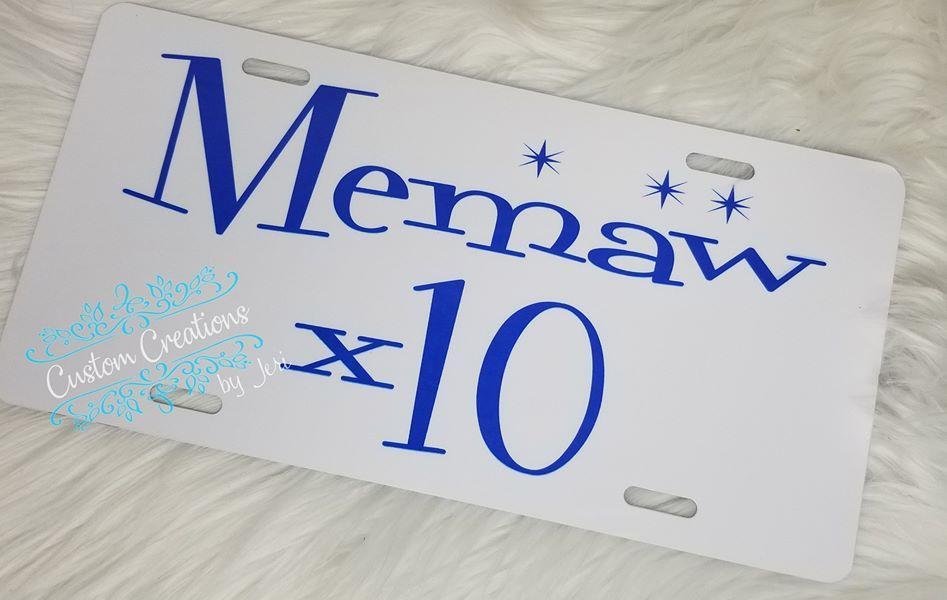 Memaw
x10
Custom Creations
by Jeri